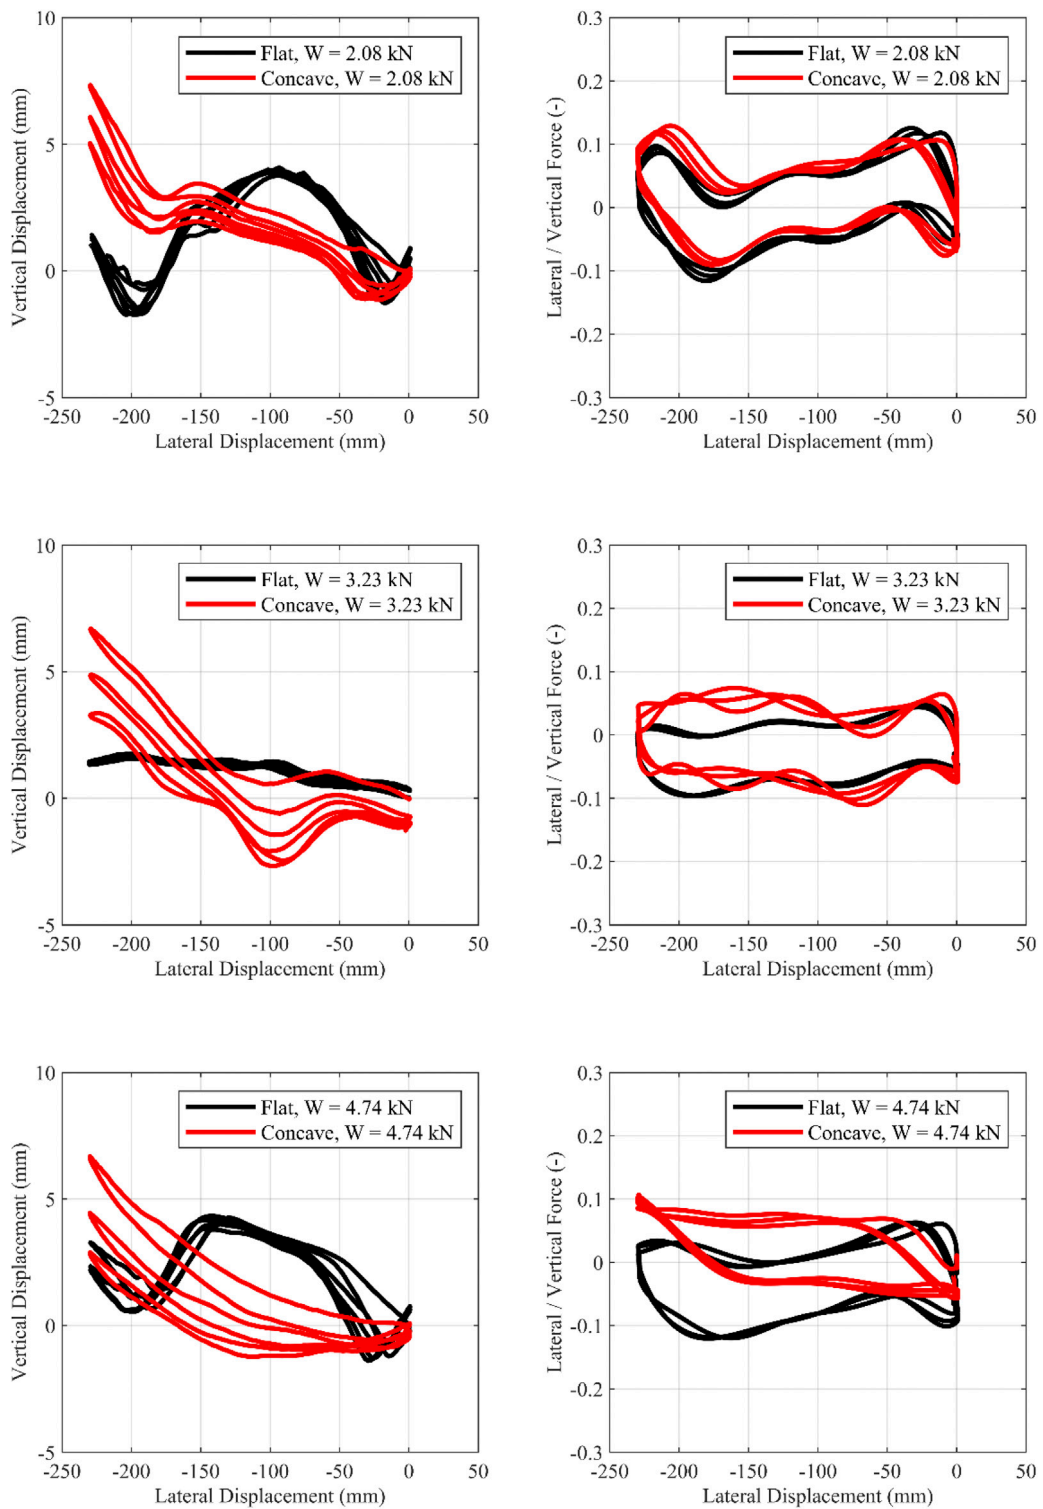 10
5
0
-5
Vertical Displacement (mm)
Flat, W = 2.08 kN
Concave, W = 2.08 kN
-250 -200 -150 -100 -50 0 50
Lateral Displacement (mm)
0.3
0.2
0.1
0
-0.1
-0.2
-0.3
Lateral / Vertical Force (-)
Flat, W = 2.08 kN
Concave, W = 2.08 kN
-250 -200 -150 -100 -50 0 50
Lateral Displacement (mm)
10
5
0
-5
Vertical Displacement (mm)
Flat, W = 3.23 kN
Concave, W = 3.23 kN
-250 -200 -150 -100 -50 0 50
Lateral Displacement (mm)
0.3
0.2
0.1
0
-0.1
-0.2
-0.3
Lateral / Vertical Force (-)
Flat, W = 3.23 kN
Concave, W = 3.23 kN
-250 -200 -150 -100 -50 0 50
Lateral Displacement (mm)
10
5
0
-5
Vertical Displacement (mm)
Flat, W = 4.74 kN
Concave, W = 4.74 kN
-250 -200 -150 -100 -50 0 50
Lateral Displacement (mm)
0.3
0.2
0.1
0
-0.1
-0.2
-0.3
Lateral / Vertical Force (-)
Flat, W = 4.74 kN
Concave, W = 4.74 kN
-250 -200 -150 -100 -50 0 50
Lateral Displacement (mm)